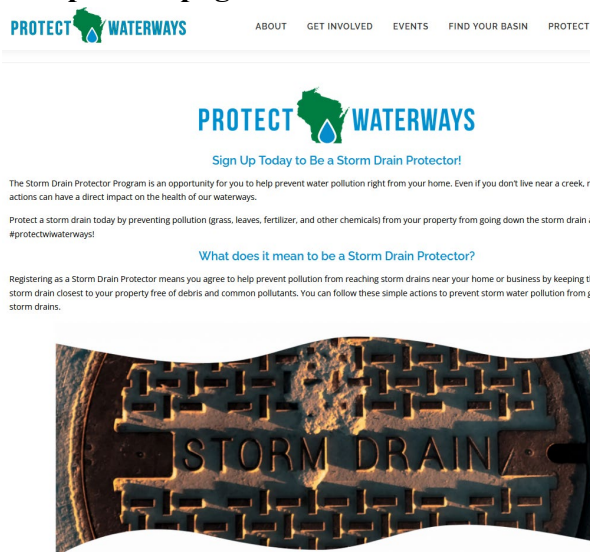 PROTECT WATERWAYS
ABOUT GET INVOLVED EVENTS FIND YOUR BASIN PROTECT
PROTECT WATERWAYS
Sign Up Today to Be a Storm Drain Protector!
The Storm Drain Protector Program is an opportunity for you to help prevent water pollution right from your home. Even if you don't live near a creek,
actions can have a direct impact on the health of our waterways.
Protect a storm drain today by preventing pollution (grass, leaves, fertilizer, and other chemicals) from your property from going down the storm drain
#protectwiwaterways!
What does it mean to be a Storm Drain Protector?
Registering as a Storm Drain Protector means you agree to help prevent pollution from reaching storm drains near your home or business by keeping
storm drain closest to your property free of debris and common pollutants. You can follow these simple actions to prevent storm water pollution from
storm drains.
STORM DRAIN